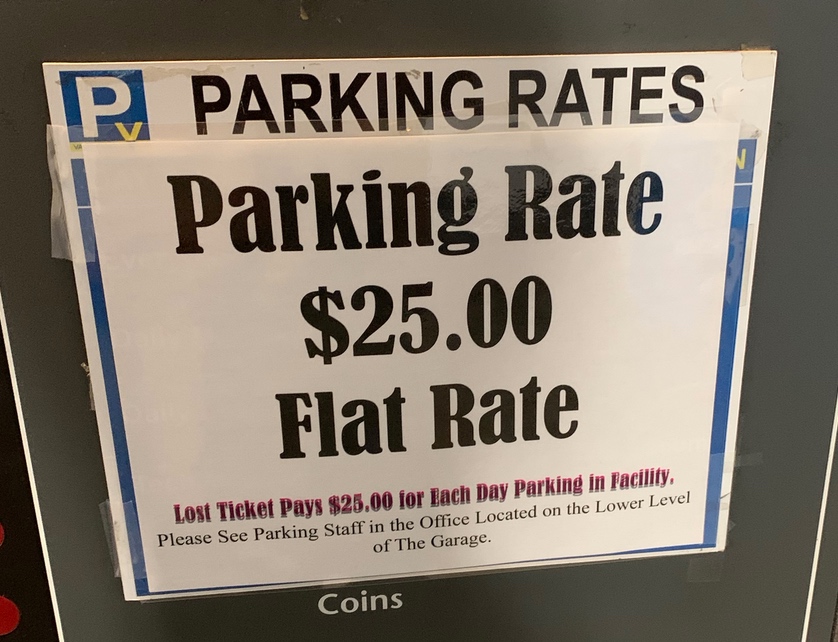 P
V
PARKING RATES
Parking Rate
$25.00
Flat Rate
Lost Ticket Pays $25.00 for Each Day Parking in Facility.
Please See Parking Staff in the Office Located on the Lower Level
of The Garage.
Coins